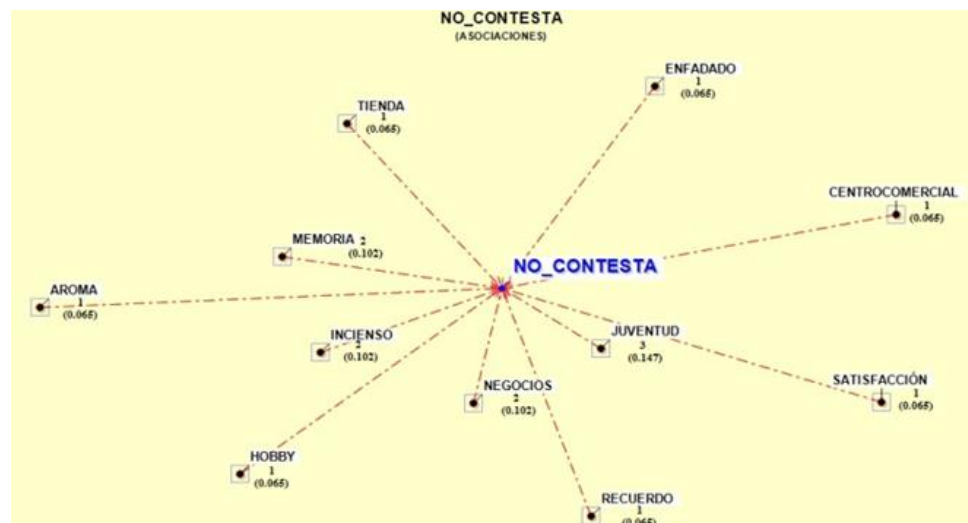 NO_CONTESTA
(ASOCIACIONES)
ENFADADO
1
(0.065)
TIENDA
1
(0.065)
CENTROCOMERCIAL
1
(0.065)
MEMORIA 2
(0.102)
NO_CONTESTA
AROMA
1
(0.065)
INCIENSO
2
(0.102)
JUVENTUD
3
(0.147)
NEGOCIOS
2
(0.102)
SATISFACCIÓN
1
(0.065)
HOBBY
1
(0.065)
RECUERDO
1
(0.065)